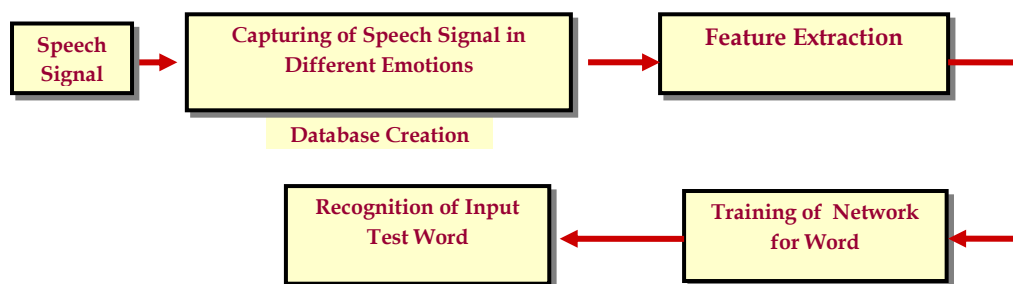 Speech
Signal
Capturing of Speech Signal in
Different Emotions
Database Creation
Feature Extraction
Training of Network
for Word
Recognition of Input
Test Word